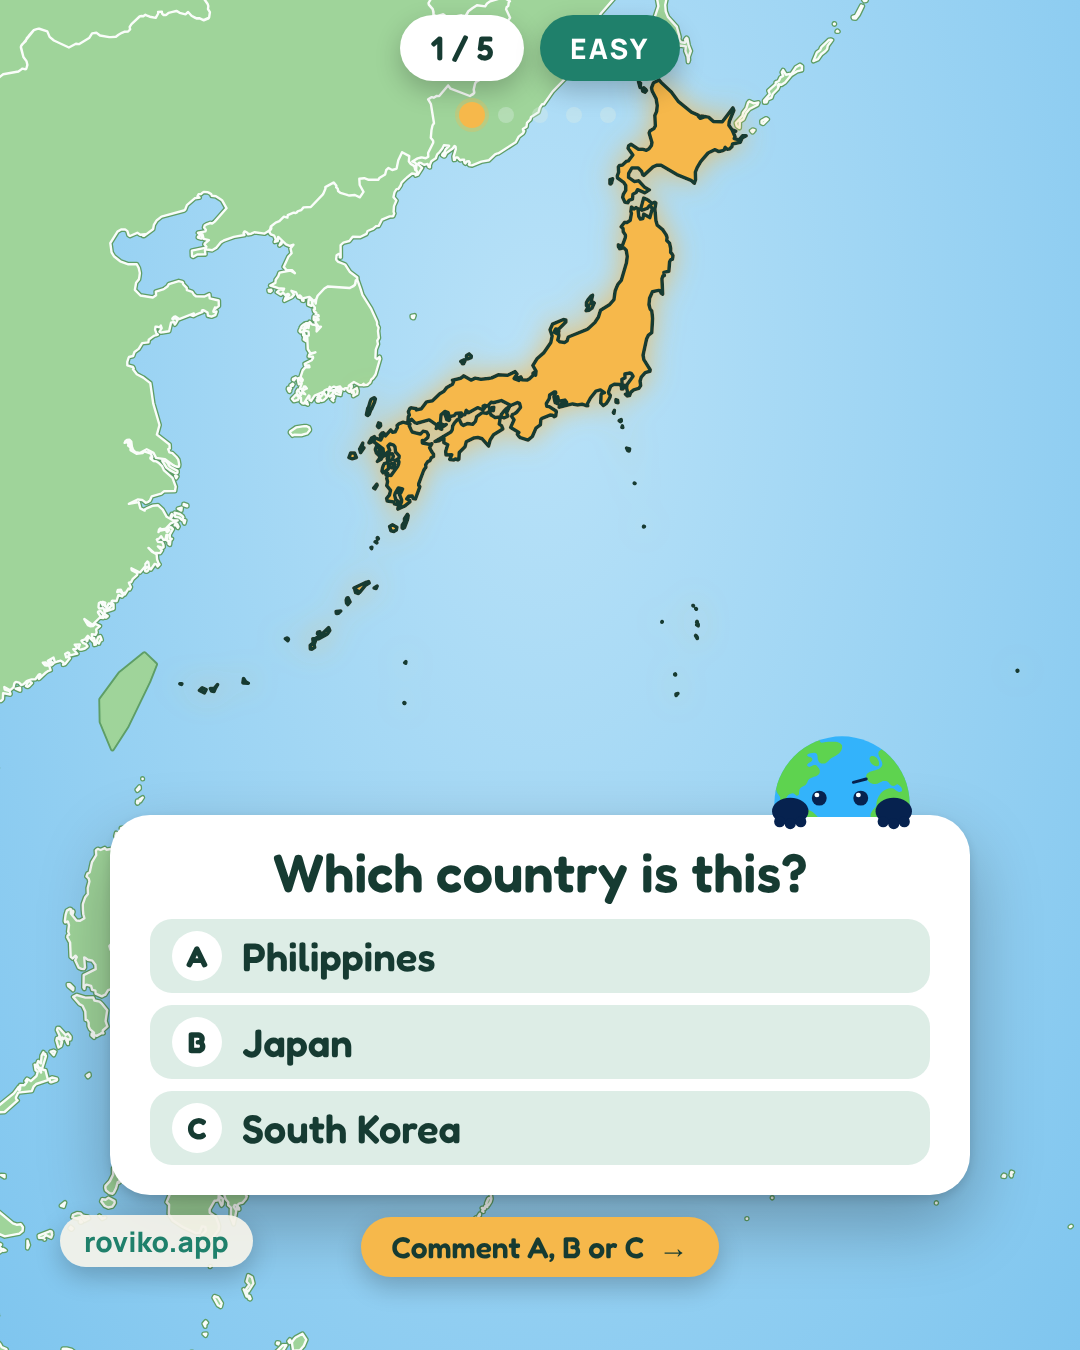 1 / 5
EASY
Which country is this?
A Philippines
B Japan
C South Korea
roviko.app
Comment A, B or C →